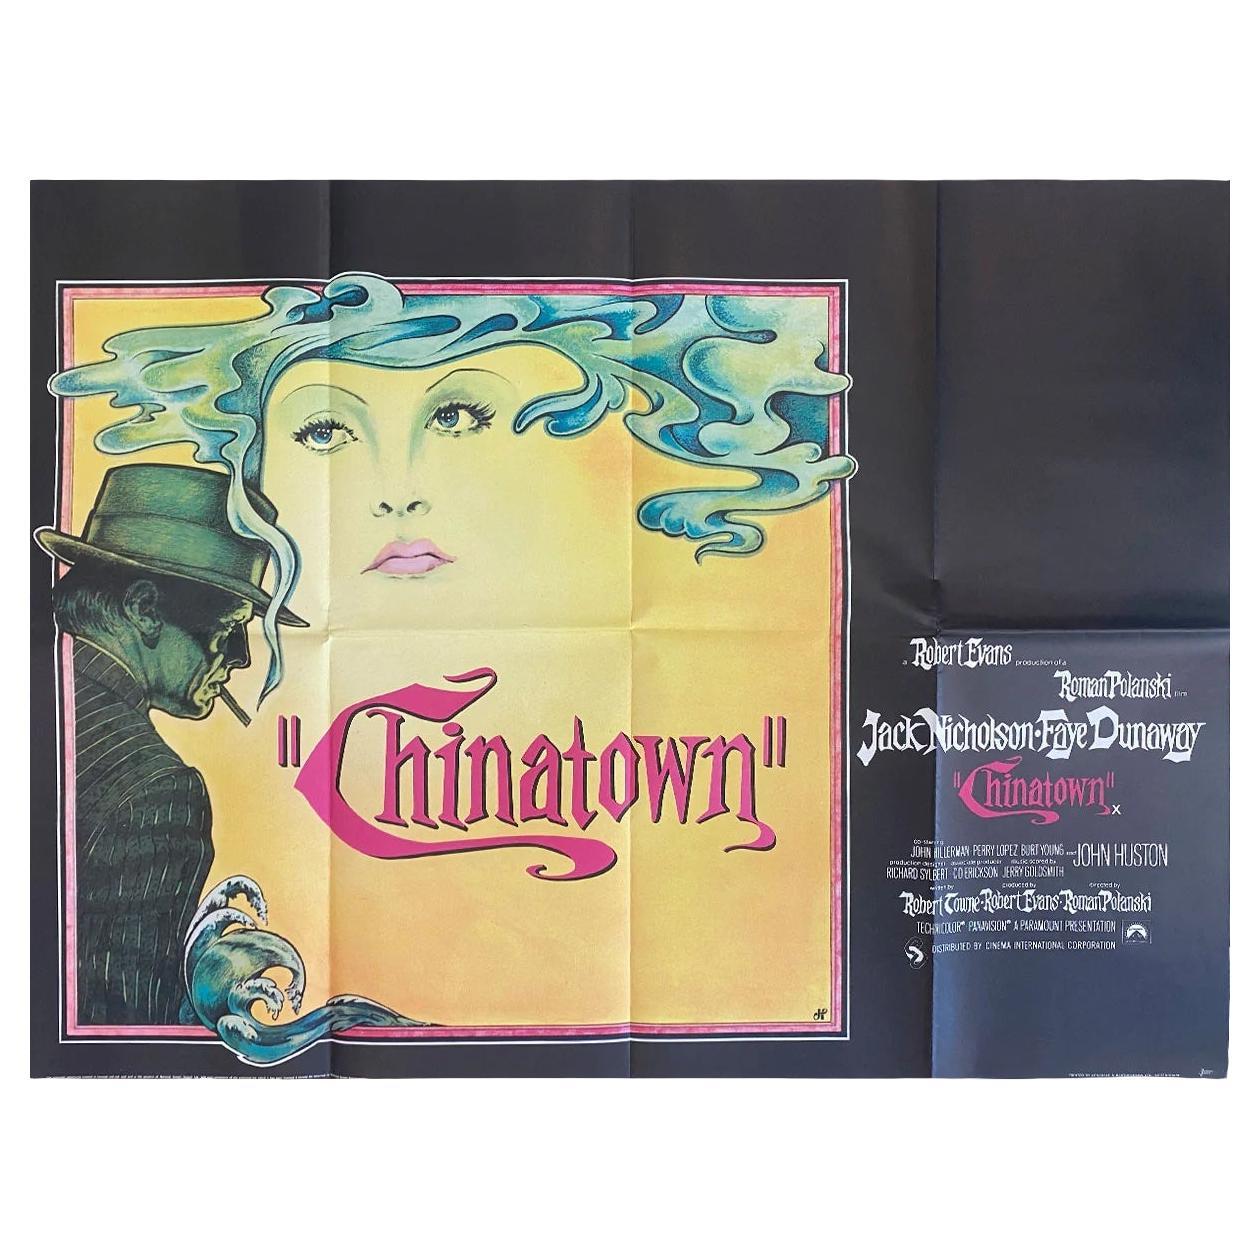 "Chinatown"
a Robert Evans production of a
Roman Polanski film
Jack Nicholson · Faye Dunaway
"Chinatown" X
co-starring
JOHN HILLERMAN · PERRY LOPEZ · BURT YOUNG and JOHN HUSTON
production designer associate producer music scored by
RICHARD SYLBERT C.O. ERICKSON JERRY GOLDSMITH
written by produced by directed by
Robert Towne · Robert Evans · Roman Polanski
TECHNICOLOR® PANAVISION® A PARAMOUNT PRESENTATION
DISTRIBUTED BY CINEMA INTERNATIONAL CORPORATION